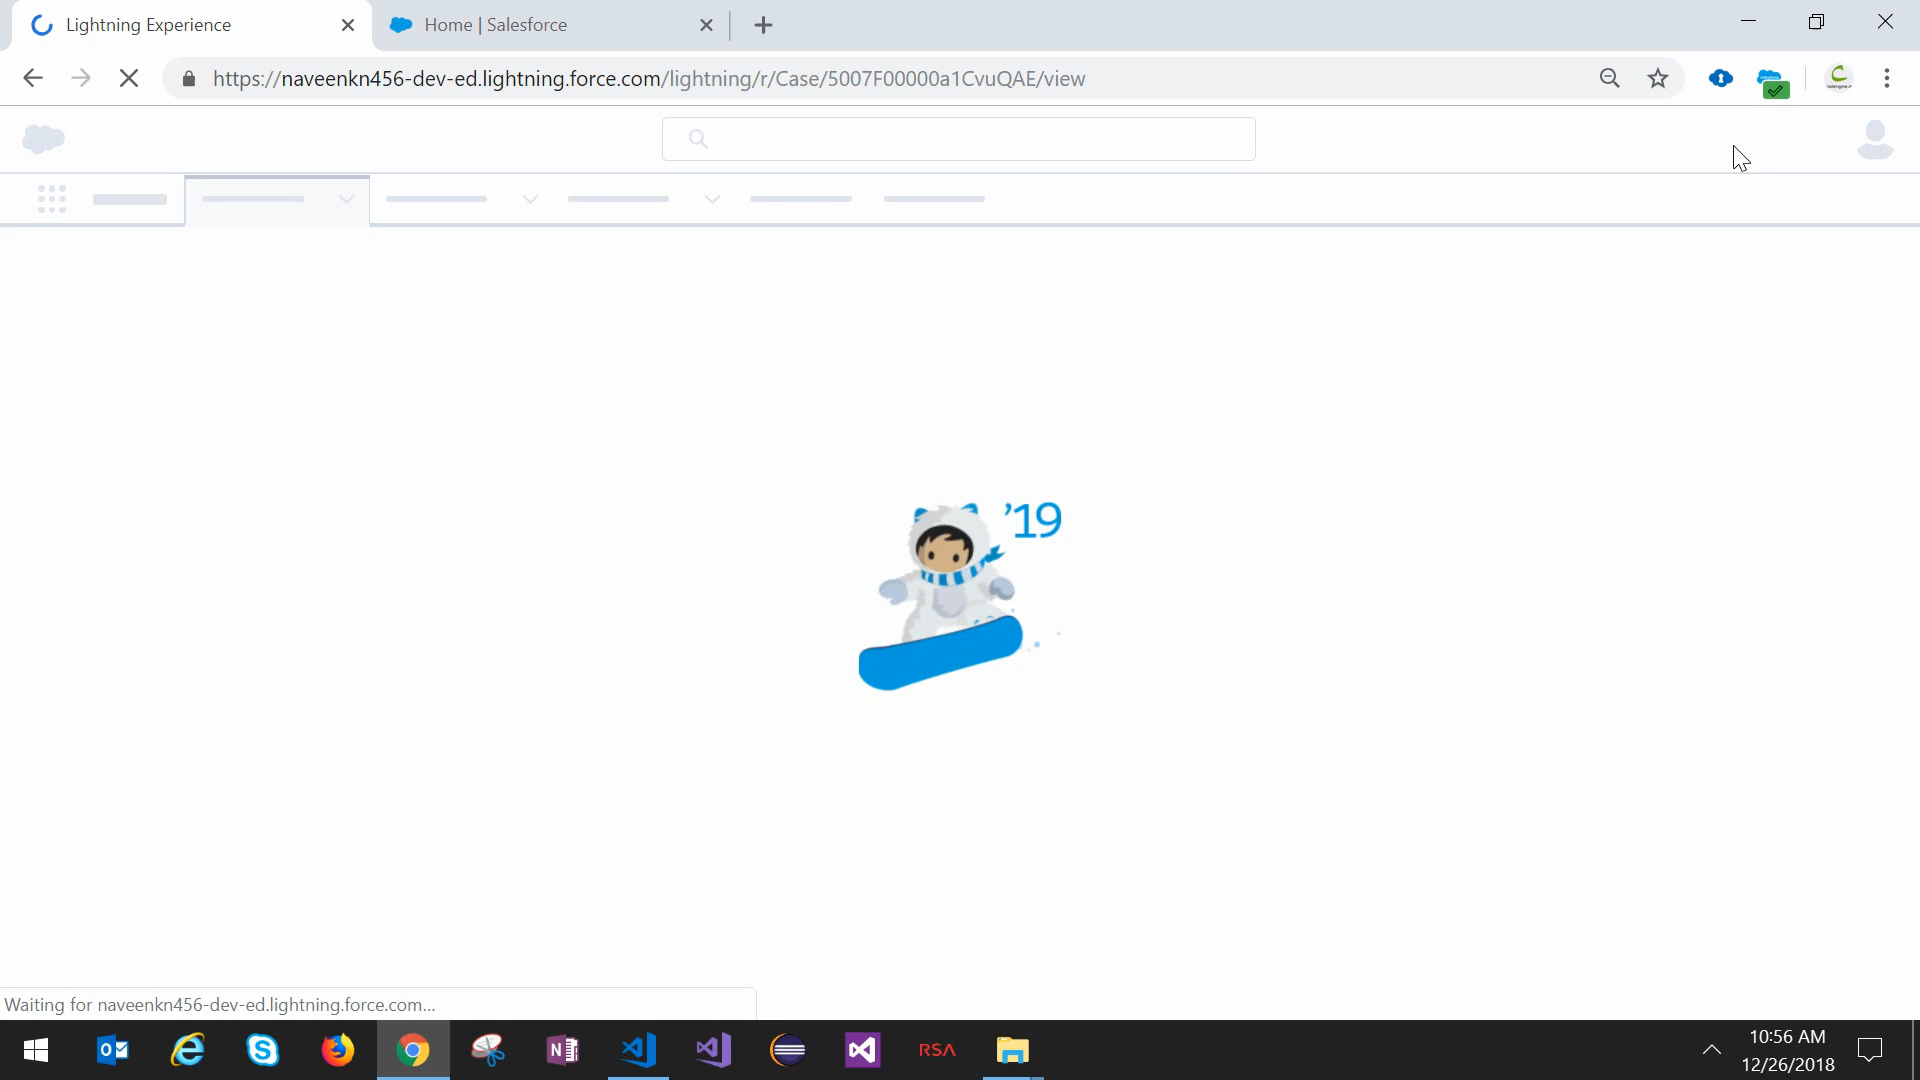 Lightning Experience
Home | Salesforce
https://naveenkn456-dev-ed.lightning.force.com/lightning/r/Case/5007F00000a1CvuQAE/view
'19
Waiting for naveenkn456-dev-ed.lightning.force.com...
RSA
10:56 AM
12/26/2018